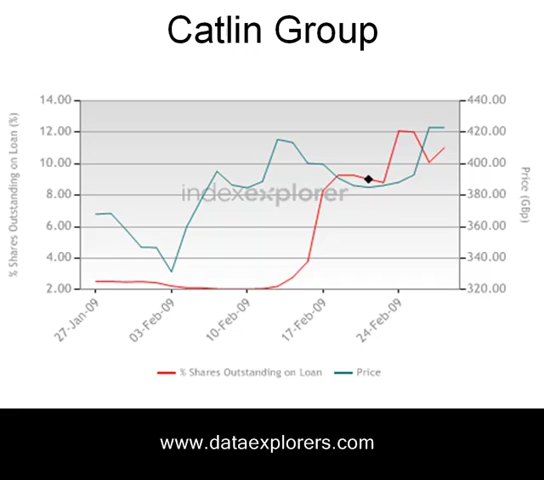 Catlin Group
14.00
12.00
10.00
8.00
6.00
4.00
2.00
% Shares Outstanding on Loan (%)
440.00
420.00
400.00
380.00
360.00
340.00
320.00
Price (GBp)
indexexplorer
27-Jan-09
03-Feb-09
10-Feb-09
17-Feb-09
24-Feb-09
% Shares Outstanding on Loan
Price
www.dataexplorers.com